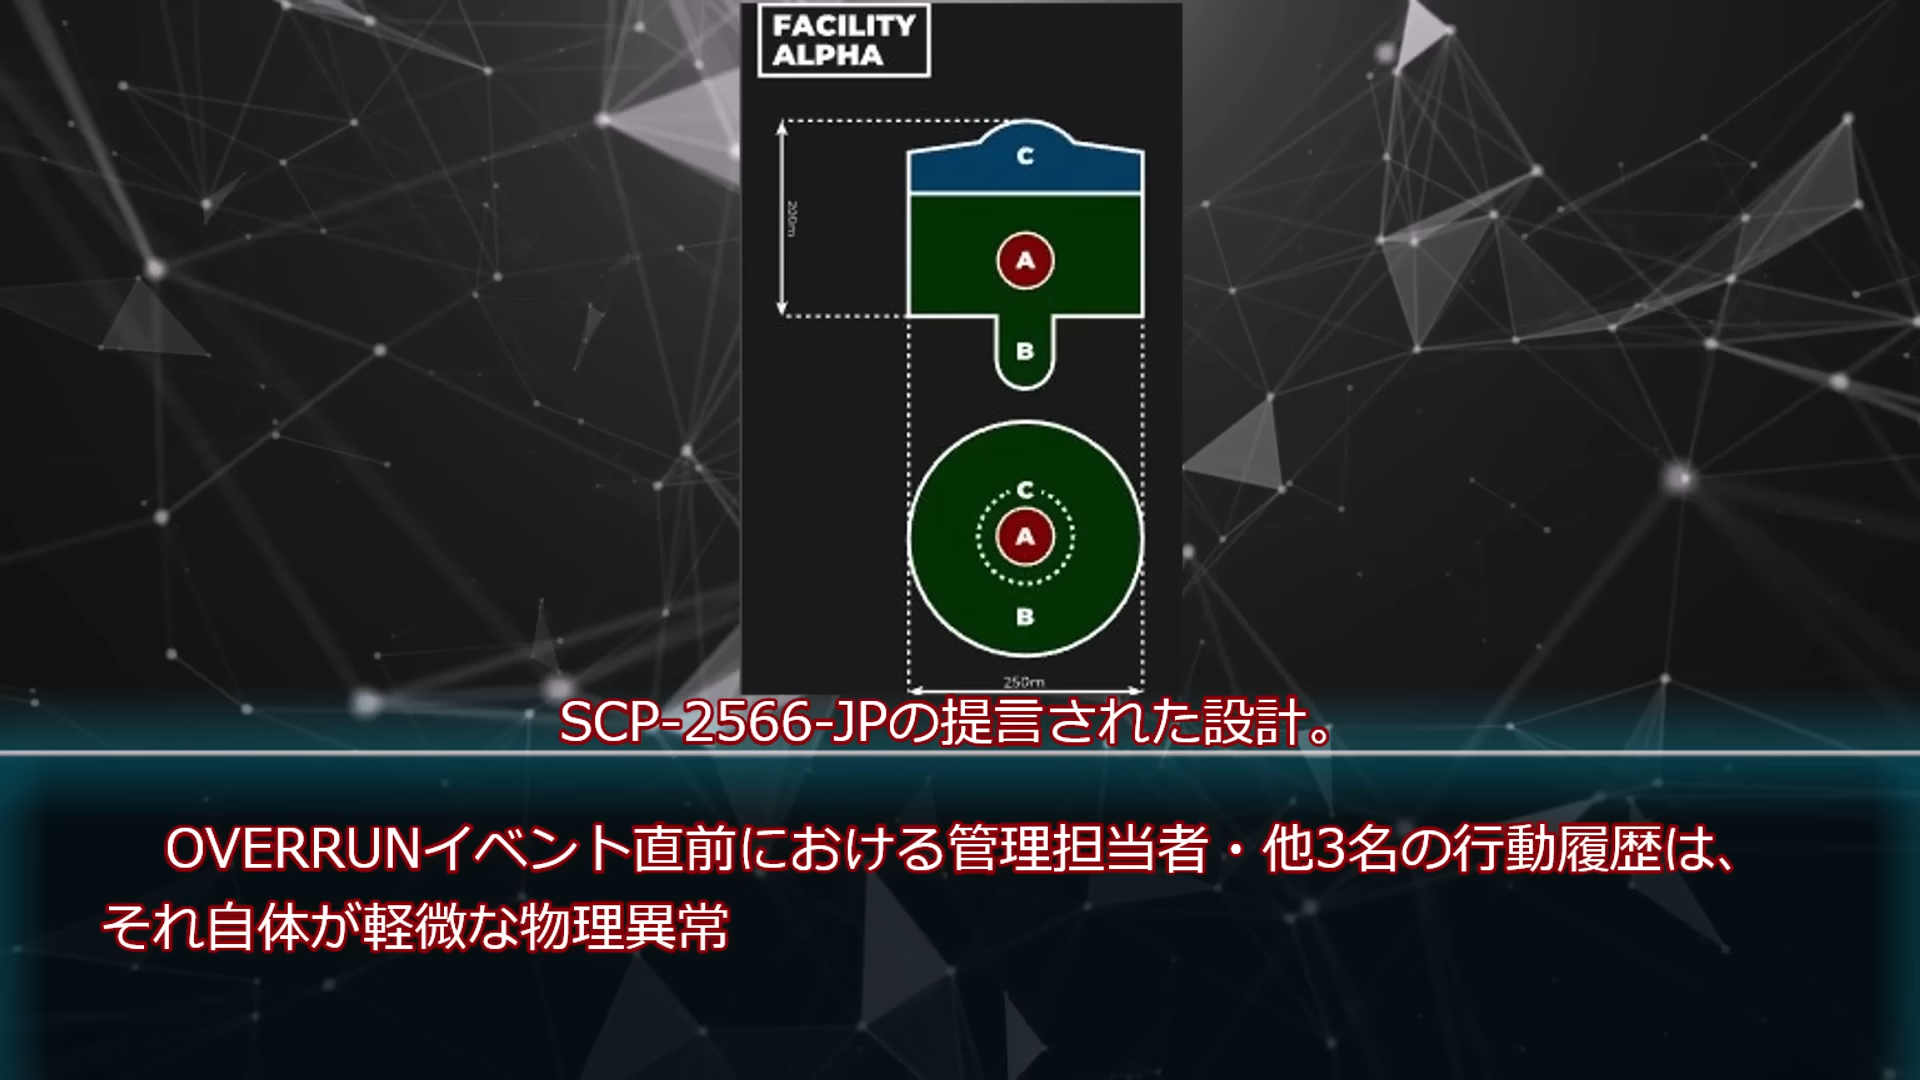 FACILITY
ALPHA
C
200m
A
B
C
A
B
250m
SCP-2566-JPの提言された設計。
OVERRUNイベント直前における管理担当者・他3名の行動履歴は、
それ自体が軽微な物理異常